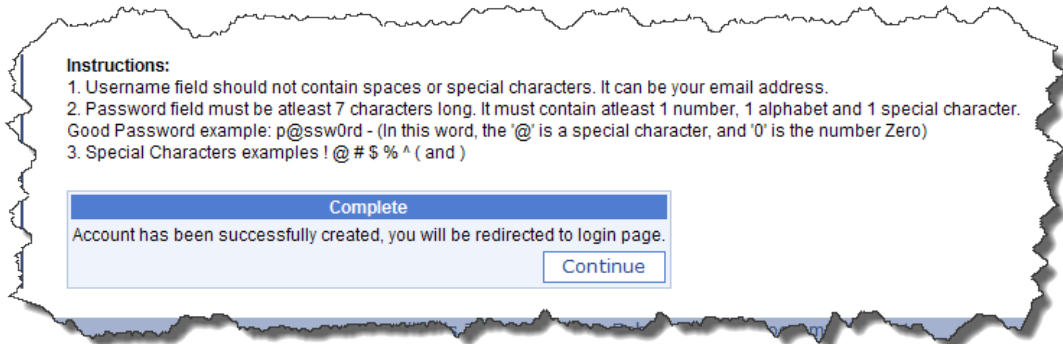 Instructions:
1. Username field should not contain spaces or special characters. It can be your email address.
2. Password field must be atleast 7 characters long. It must contain atleast 1 number, 1 alphabet and 1 special character.
Good Password example: p@ssw0rd - (In this word, the '@' is a special character, and '0' is the number Zero)
3. Special Characters examples ! @ # $ % ^ ( and )
Complete
Account has been successfully created, you will be redirected to login page.
Continue